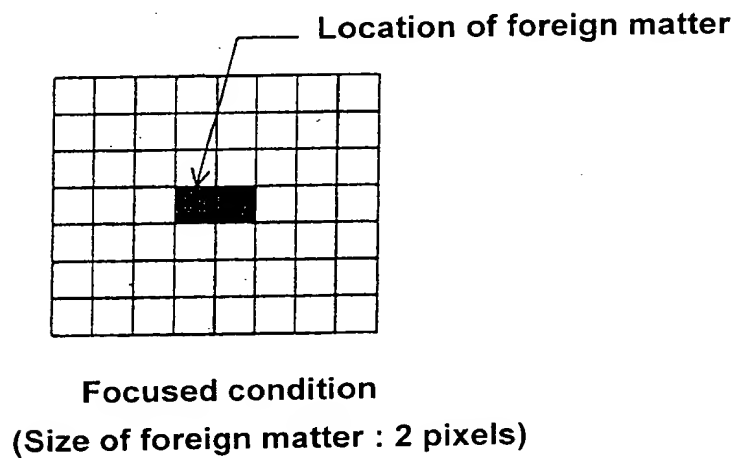 Location of foreign matter
Focused condition
(Size of foreign matter : 2 pixels)